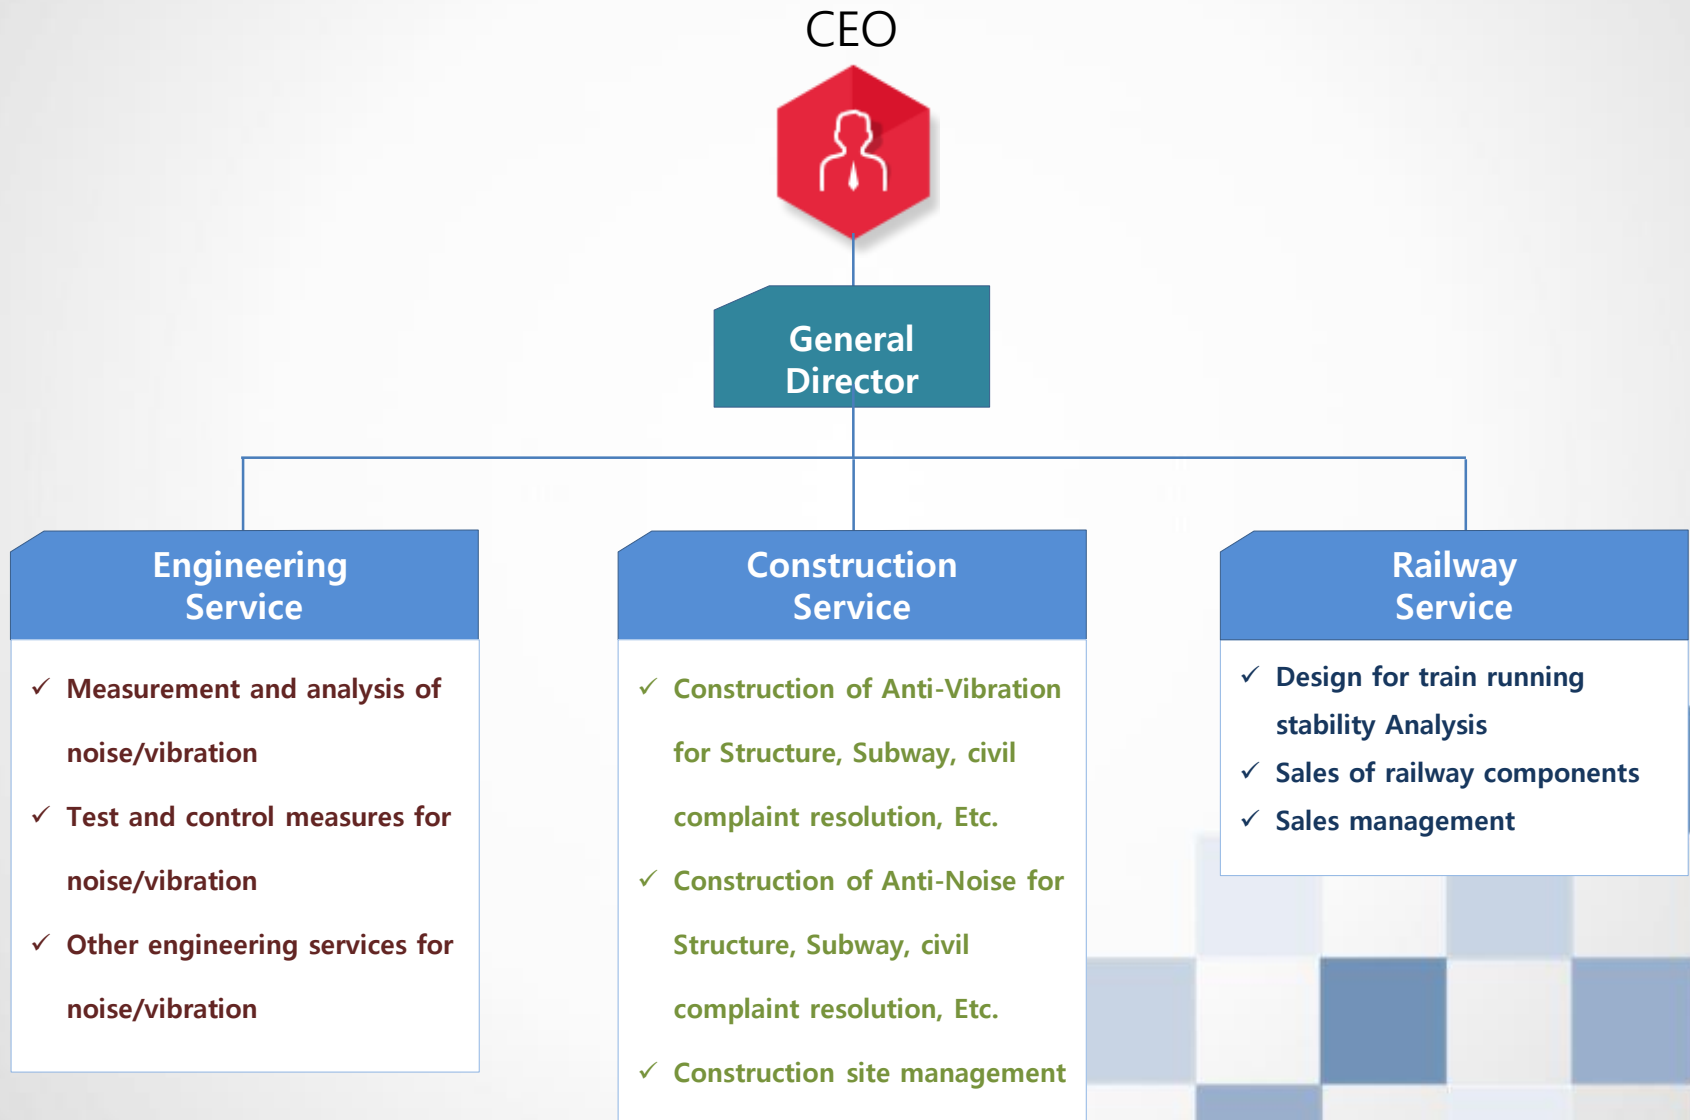 CEO
General
Director
Engineering
Service
✓ Measurement and analysis of
noise/vibration
✓ Test and control measures for
noise/vibration
✓ Other engineering services for
noise/vibration
Construction
Service
✓ Construction of Anti-Vibration
for Structure, Subway, civil
complaint resolution, Etc.
✓ Construction of Anti-Noise for
Structure, Subway, civil
complaint resolution, Etc.
✓ Construction site management
Railway
Service
✓ Design for train running
stability Analysis
✓ Sales of railway components
✓ Sales management